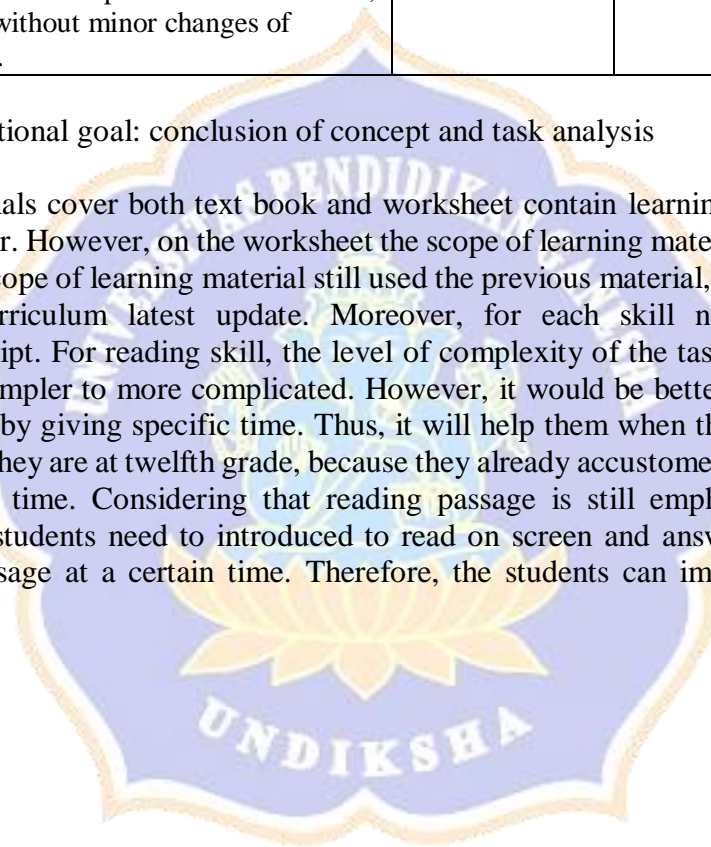 without minor changes of
.
tional goal: conclusion of concept and task analysis
als cover both text book and worksheet contain learnin
r. However, on the worksheet the scope of learning mate
cope of learning material still used the previous material,
rriculum latest update. Moreover, for each skill n
ipt. For reading skill, the level of complexity of the tas
mpler to more complicated. However, it would be bette
by giving specific time. Thus, it will help them when th
hey are at twelfth grade, because they already accustome
time. Considering that reading passage is still emph
students need to introduced to read on screen and answ
sage at a certain time. Therefore, the students can im
UNIVERSITAS PENDIDIKAN GANESHA
UNDIKSHA